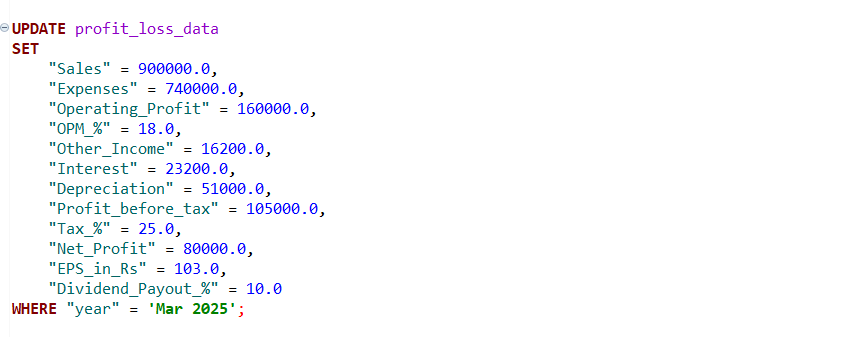 UPDATE profit_loss_data
SET
"Sales" = 900000.0,
"Expenses" = 740000.0,
"Operating_Profit" = 160000.0,
"OPM_%" = 18.0,
"Other_Income" = 16200.0,
"Interest" = 23200.0,
"Depreciation" = 51000.0,
"Profit_before_tax" = 105000.0,
"Tax_%" = 25.0,
"Net_Profit" = 80000.0,
"EPS_in_Rs" = 103.0,
"Dividend_Payout_%" = 10.0
WHERE "year" = 'Mar 2025';